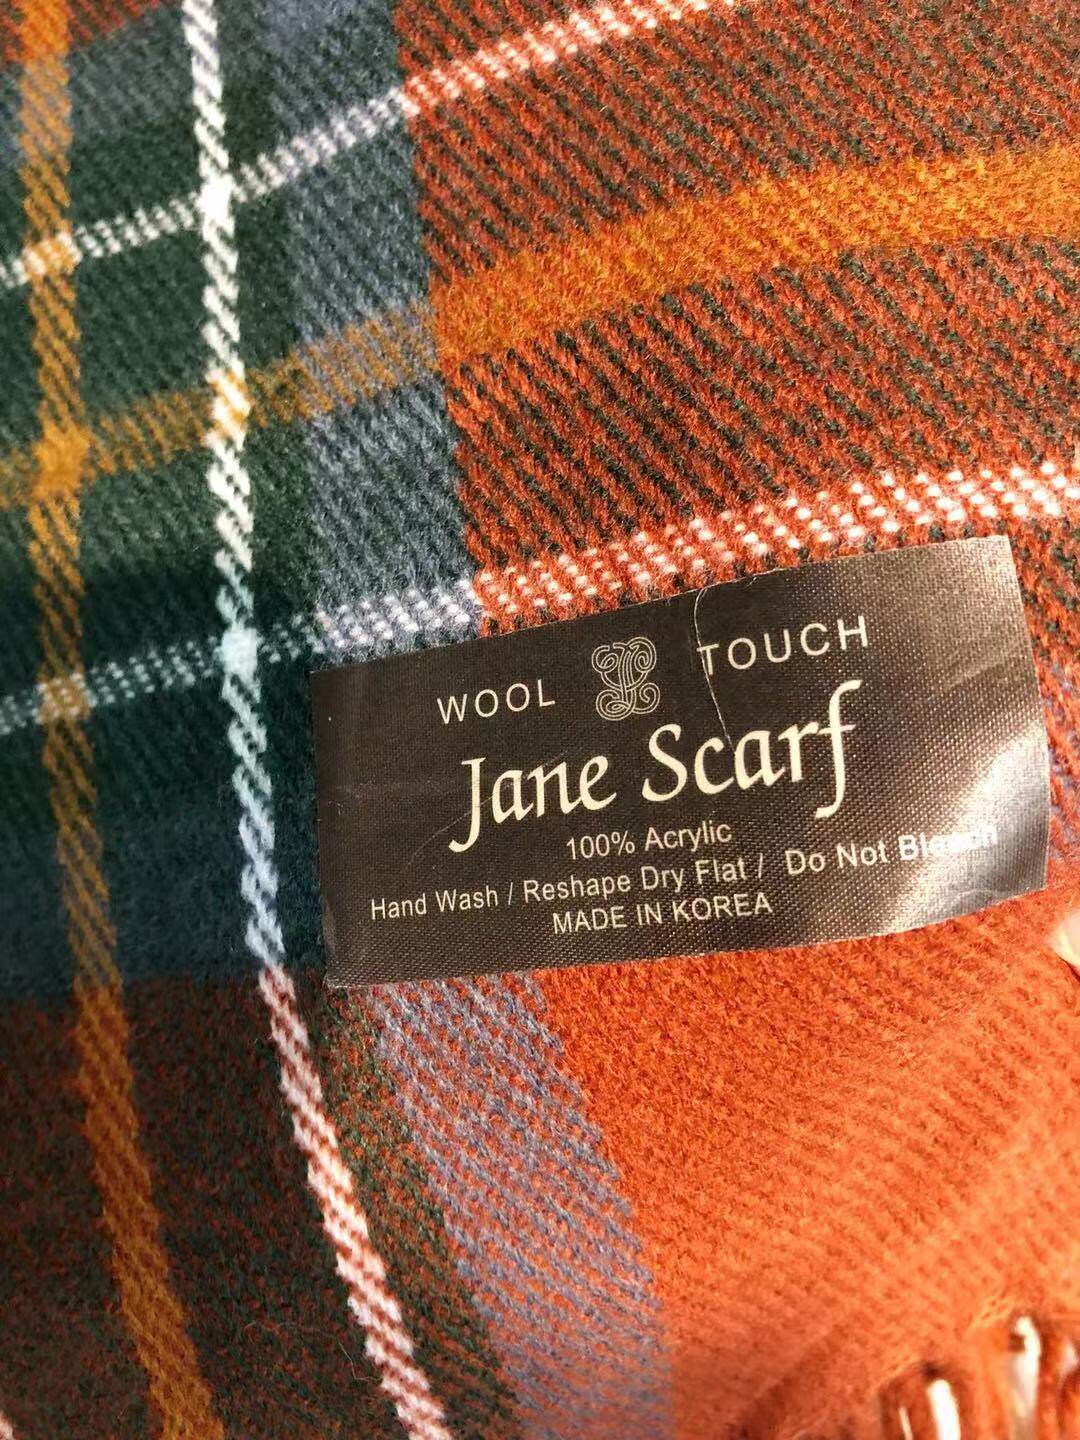 WOOL TOUCH
Jane Scarf
100% Acrylic
Hand Wash / Reshape Dry Flat / Do Not Bleach
MADE IN KOREA